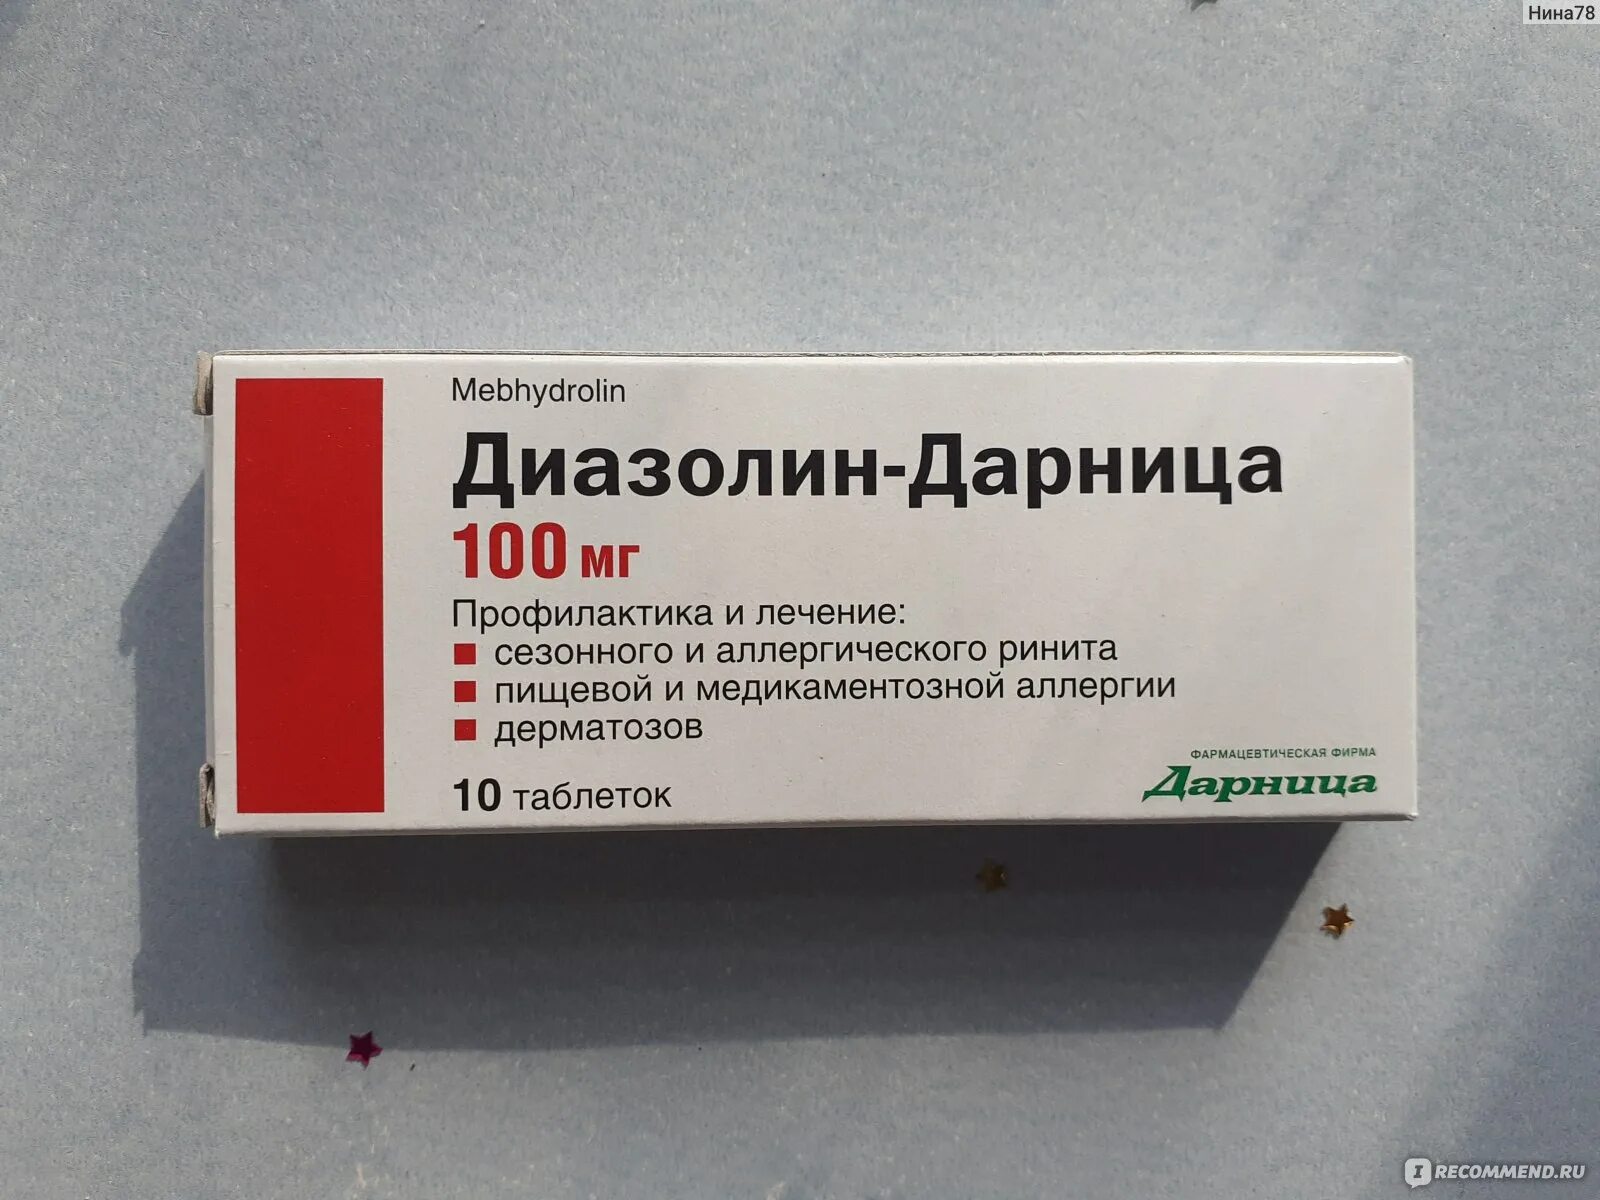 Нина78
Mebhydrolin
Диазолин-Дарница
100 мг
Профилактика и лечение:
сезонного и аллергического ринита
пищевой и медикаментозной аллергии
дерматозов
10 таблеток
ФАРМАЦЕВТИЧЕСКАЯ ФИРМА
Дарница
IRECOMMEND.RU